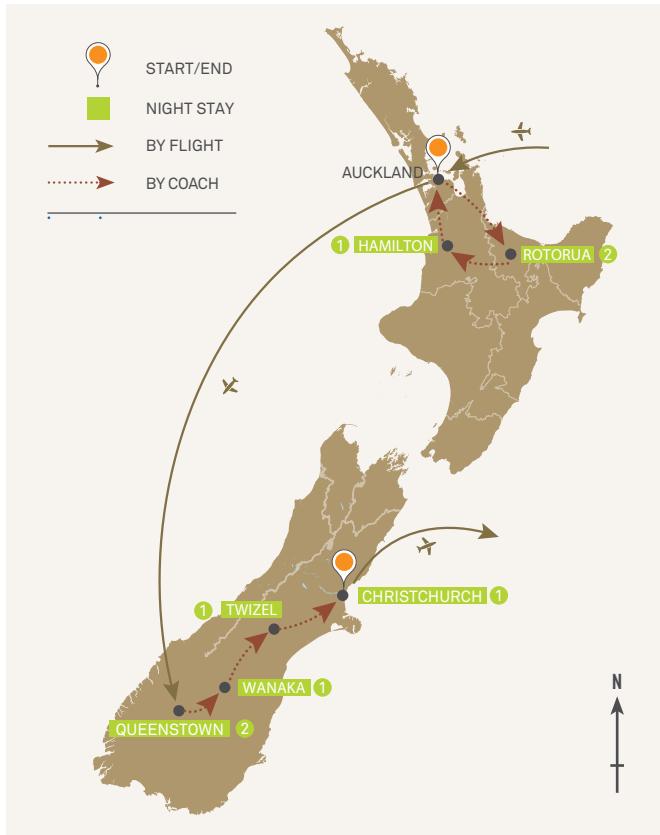 START/END
NIGHT STAY
BY FLIGHT
BY COACH
AUCKLAND
1 HAMILTON
ROTORUA 2
CHRISTCHURCH 1
1 TWIZEL
WANAKA 1
QUEENSTOWN 2
N